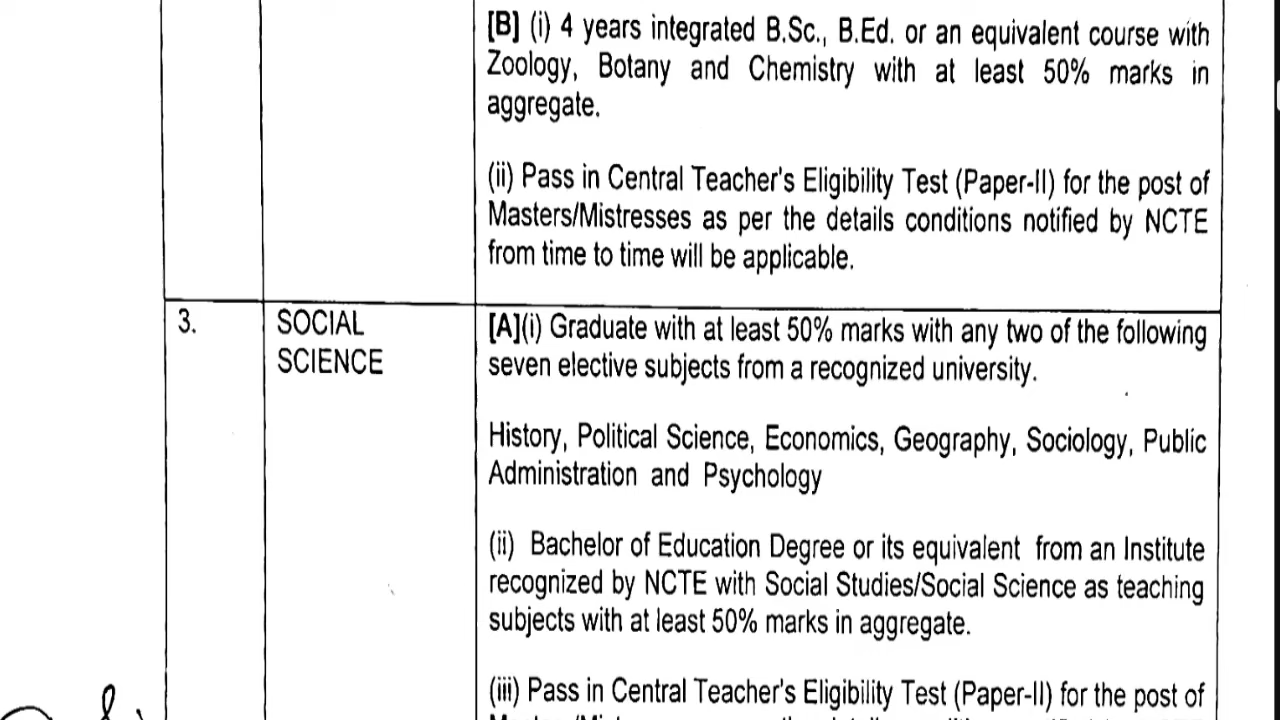 [B] (i) 4 years integrated B.Sc., B.Ed. or an equivalent course with
Zoology, Botany and Chemistry with at least 50% marks in
aggregate.
(ii) Pass in Central Teacher's Eligibility Test (Paper-II) for the post of
Masters/Mistresses as per the details conditions notified by NCTE
from time to time will be applicable.
3.
SOCIAL
SCIENCE
[A](i) Graduate with at least 50% marks with any two of the following
seven elective subjects from a recognized university.
History, Political Science, Economics, Geography, Sociology, Public
Administration and Psychology
(ii) Bachelor of Education Degree or its equivalent from an Institute
recognized by NCTE with Social Studies/Social Science as teaching
subjects with at least 50% marks in aggregate.
(iii) Pass in Central Teacher's Eligibility Test (Paper-II) for the post of